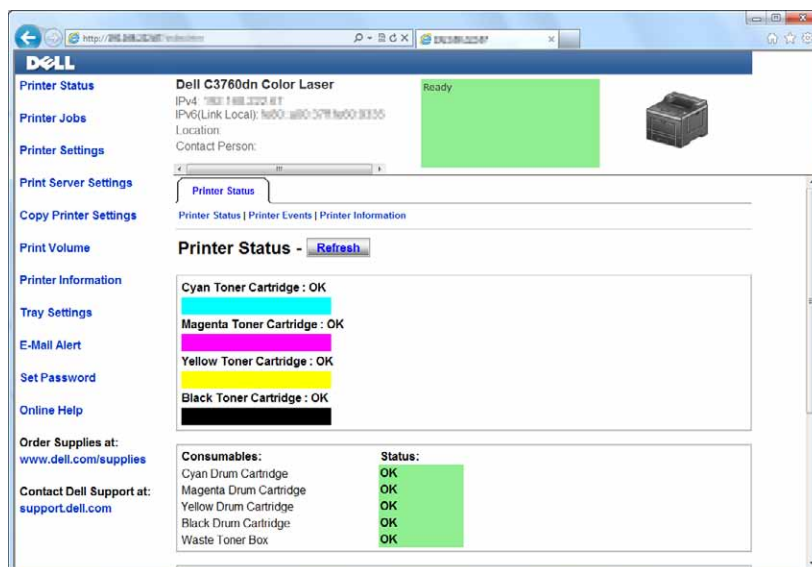 http://
DELL
Printer Status
Printer Jobs
Printer Settings
Print Server Settings
Copy Printer Settings
Print Volume
Printer Information
Tray Settings
E-Mail Alert
Set Password
Online Help
Order Supplies at:
www.dell.com/supplies
Contact Dell Support at:
support.dell.com
Dell C3760dn Color Laser
IPv4:
IPv6(Link Local):
Location:
Contact Person:
Ready
Printer Status
Printer Status | Printer Events | Printer Information
Printer Status - Refresh
Cyan Toner Cartridge : OK
Magenta Toner Cartridge : OK
Yellow Toner Cartridge : OK
Black Toner Cartridge : OK
Consumables: Status:
Cyan Drum Cartridge OK
Magenta Drum Cartridge OK
Yellow Drum Cartridge OK
Black Drum Cartridge OK
Waste Toner Box OK